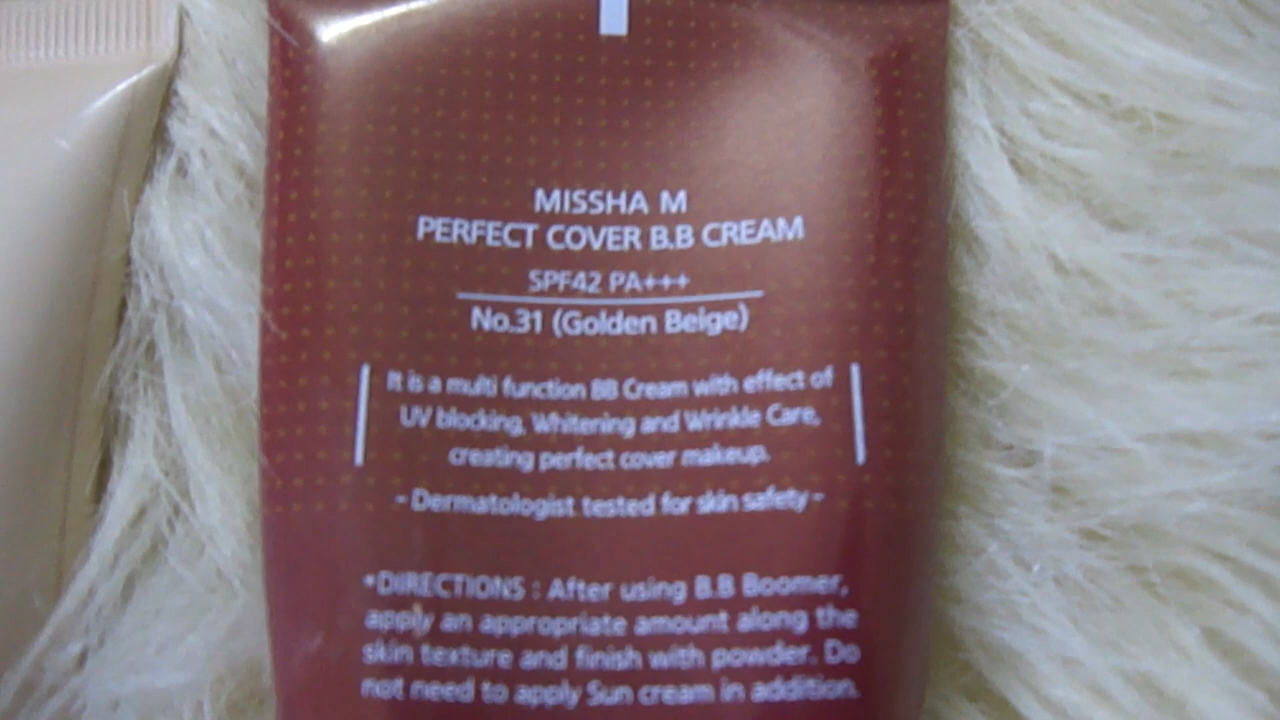 MISSHA M
PERFECT COVER B.B CREAM
SPF42 PA+++
No.31 (Golden Beige)
It is a multi function BB Cream with effect of
UV blocking, Whitening and Wrinkle Care,
creating perfect cover makeup.
- Dermatologist tested for skin safety -
•DIRECTIONS : After using B.B Boomer,
apply an appropriate amount along the
skin texture and finish with powder. Do
not need to apply Sun cream in addition.